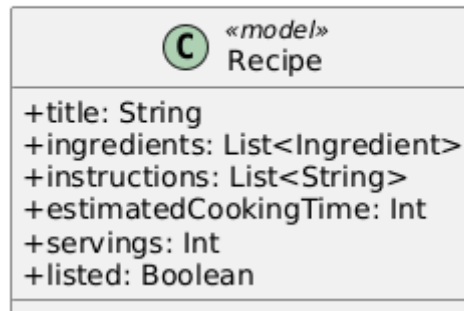 C
«model»
Recipe
+title: String
+ingredients: List<Ingredient>
+instructions: List<String>
+estimatedCookingTime: Int
+servings: Int
+listed: Boolean